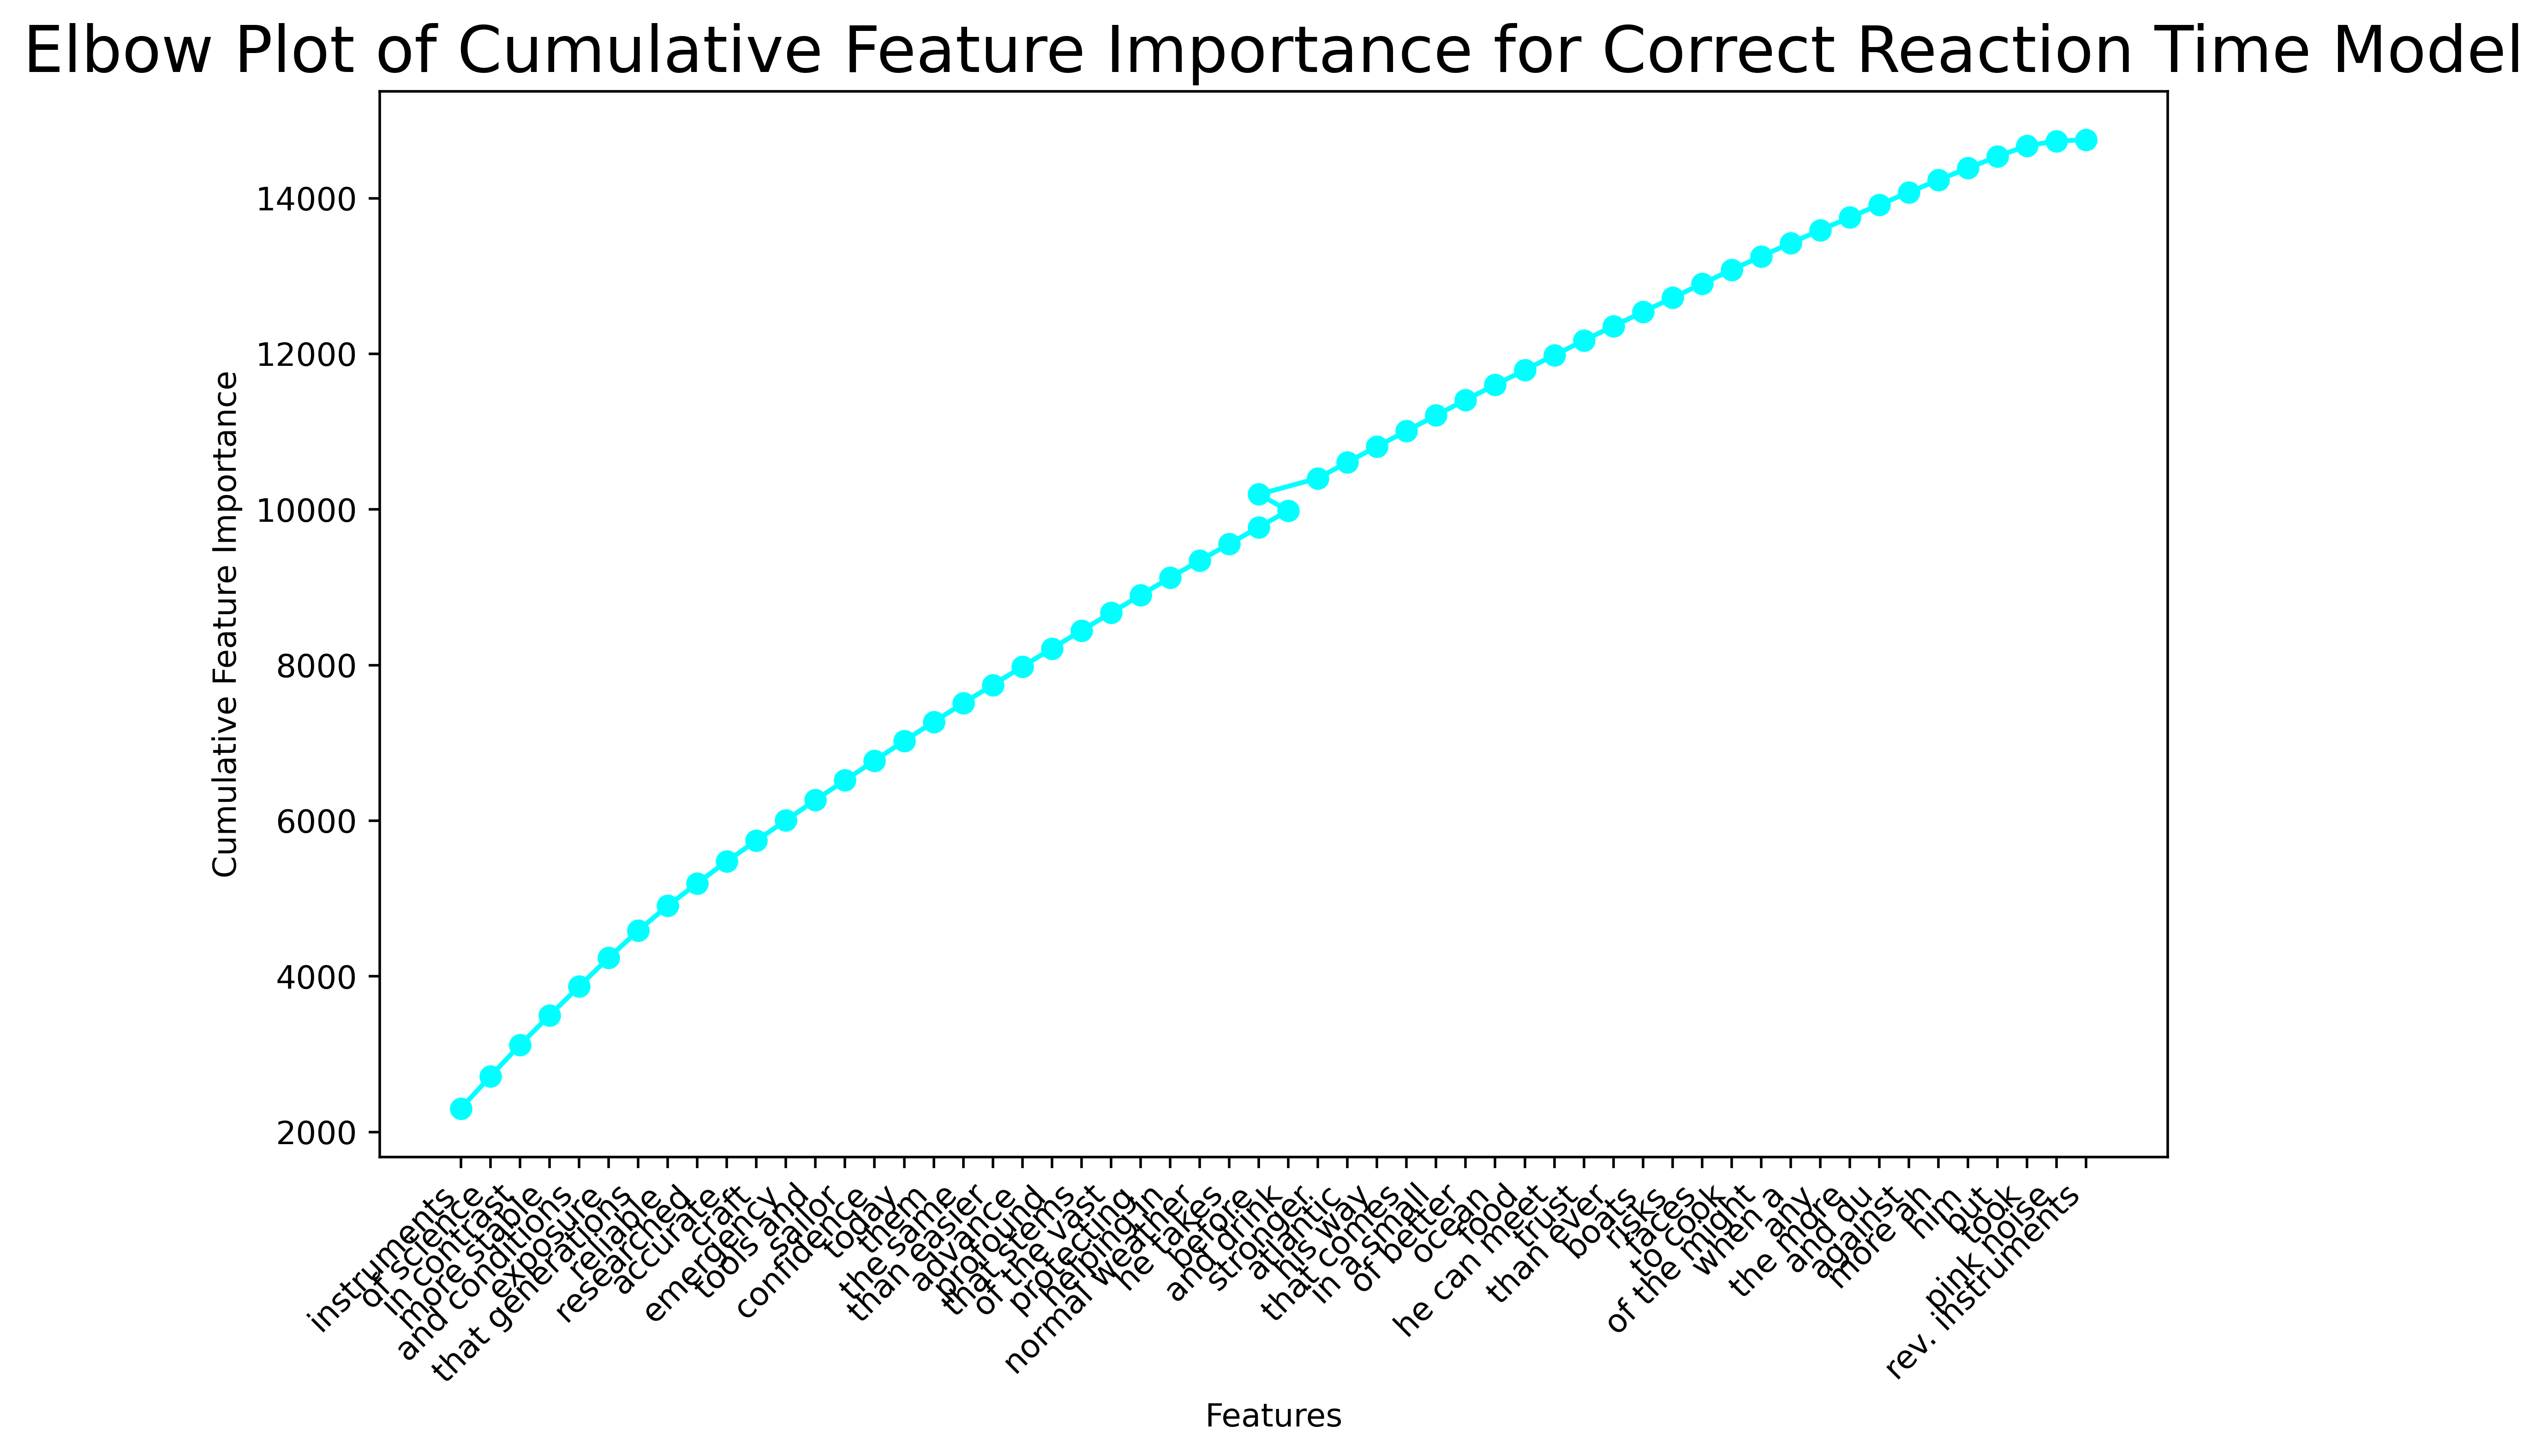 Elbow Plot of Cumulative Feature Importance for Correct Reaction Time Model
Cumulative Feature Importance
14000
12000
10000
8000
6000
4000
2000
instruments
of science
in contrast
more stable
and conditions
exposure
that generations
reliable
researched
accurate
craft
emergency
tools and
sailor
confidence
today
them
the same
than easier
advance
profound
that stems
of the vast
protecting
helping in
normal weather
he takes
before
and drink
stronger
atlantic
his way
that comes
in a small
of better
ocean
food
he can meet
trust
than ever
boats
risks
faces
to cook
of the might
when a
any
the more
and du
against
more ah
him
but
took
pink noise
rev. instruments
Features